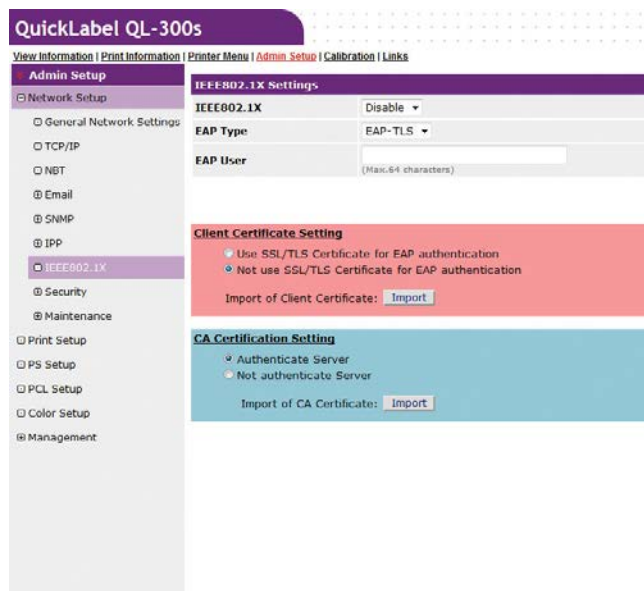 QuickLabel QL-300s
View Information | Print Information | Printer Menu | Admin Setup | Calibration | Links
Admin Setup
Network Setup
General Network Settings
TCP/IP
NBT
Email
SNMP
IPP
IEEE802.1X
Security
Maintenance
Print Setup
PS Setup
PCL Setup
Color Setup
Management
IEEE802.1X Settings
IEEE802.1X Disable
EAP Type EAP-TLS
EAP User
(Max.64 characters)
Client Certificate Setting
Use SSL/TLS Certificate for EAP authentication
Not use SSL/TLS Certificate for EAP authentication
Import of Client Certificate: Import
CA Certification Setting
Authenticate Server
Not authenticate Server
Import of CA Certificate: Import